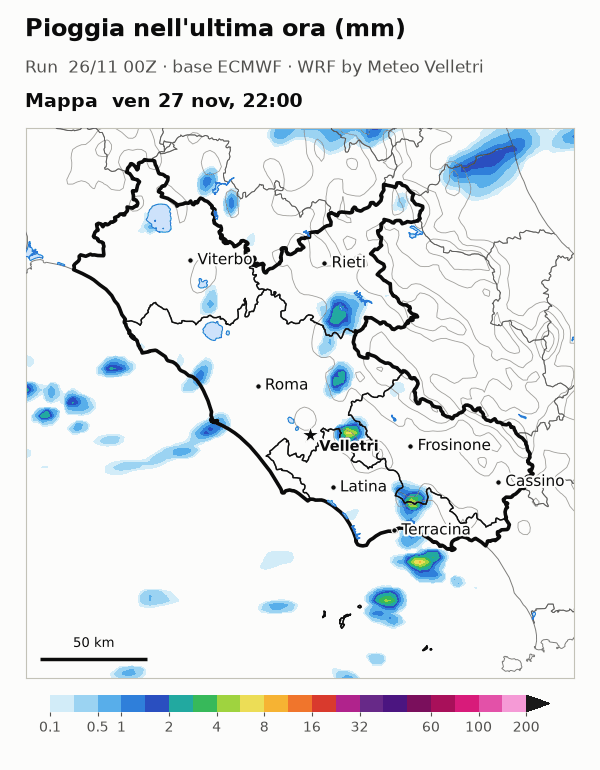 Pioggia nell'ultima ora (mm)
Run  26/11 00Z · base ECMWF · WRF by Meteo Velletri
Mappa  ven 27 nov, 22:00
Viterbo
Rieti
Roma
Velletri
Frosinone
Cassino
Latina
Terracina
50 km
0.1 0.5 1 2 4 8 16 32 60 100 200